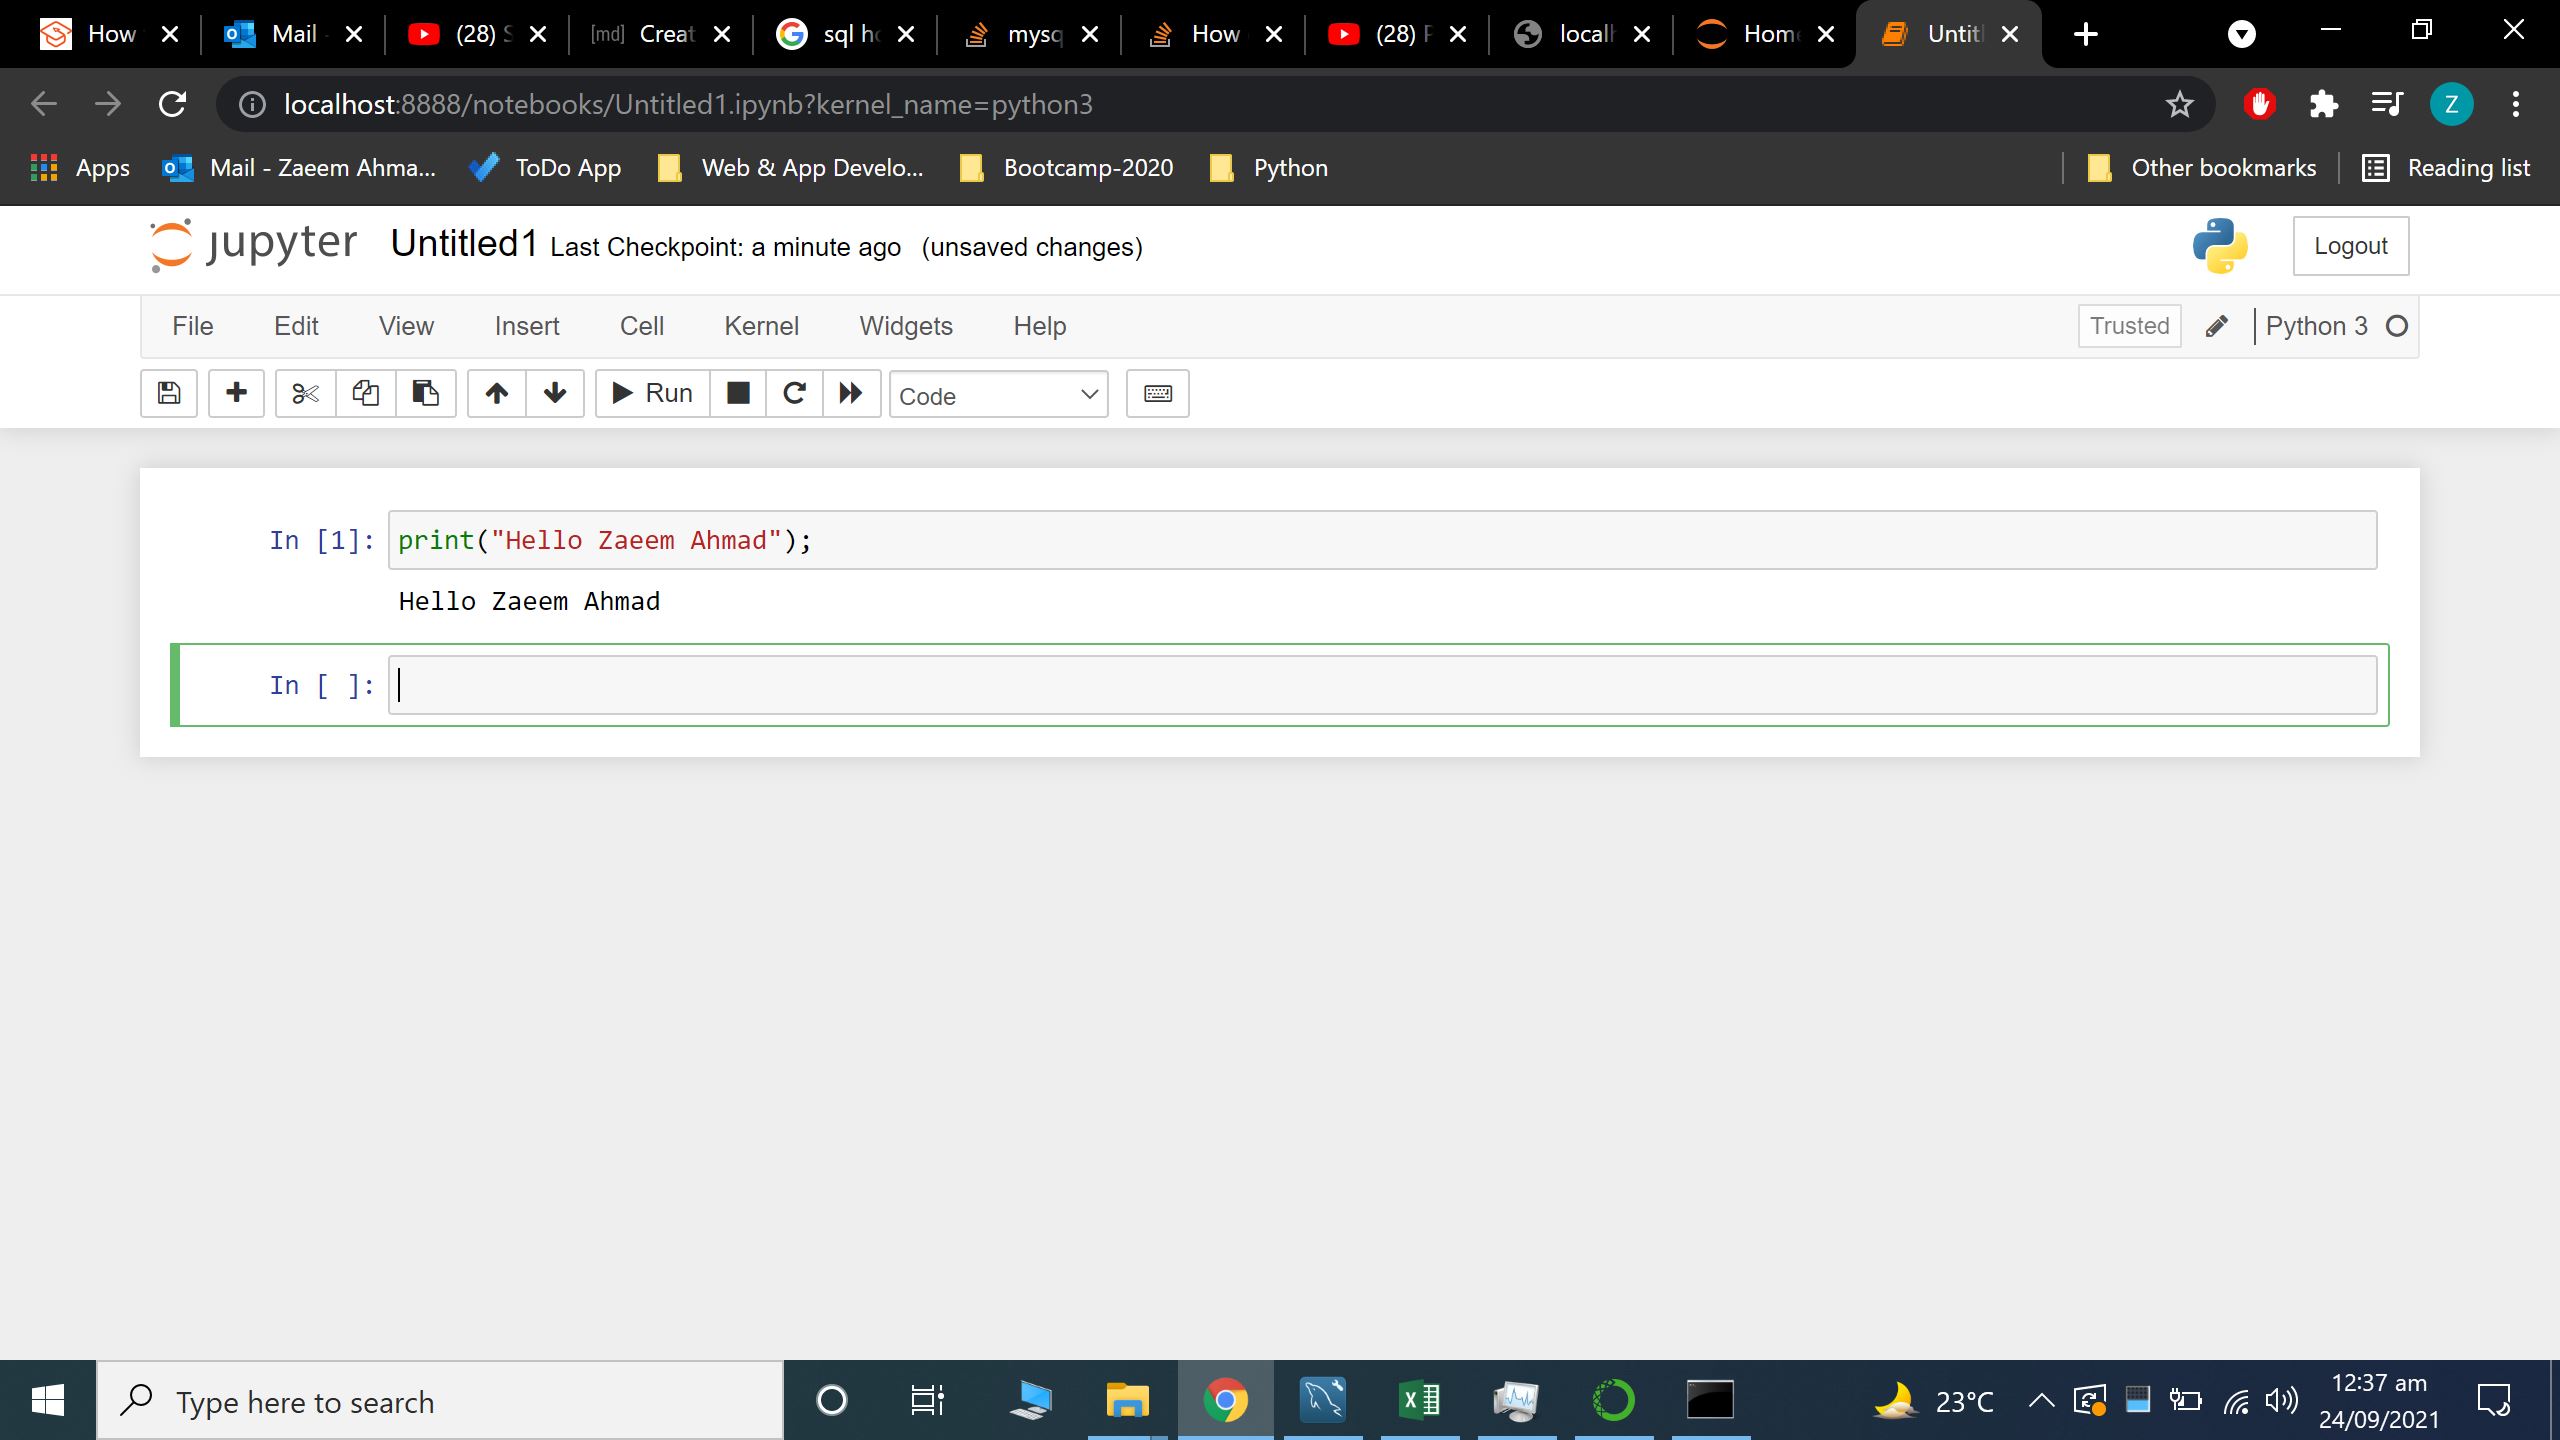 How
Mail
(28) S
[md] Creat
sql ho
mysq
How
(28)
local
Hom
Untit
localhost:8888/notebooks/Untitled1.ipynb?kernel_name=python3
Z
Apps
Mail - Zaeem Ahma...
ToDo App
Web & App Develo...
Bootcamp-2020
Python
Other bookmarks
Reading list
jupyter Untitled1 Last Checkpoint: a minute ago (unsaved changes)
Logout
File Edit View Insert Cell Kernel Widgets Help
Trusted
Python 3
Run
Code
In [1]: print("Hello Zaeem Ahmad");
Hello Zaeem Ahmad
In [ ]:
Type here to search
23°C
12:37 am
24/09/2021